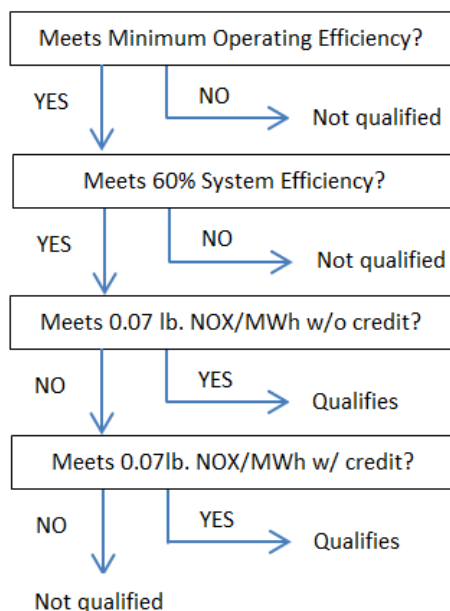 Meets Minimum Operating Efficiency?
YES
NO
Not qualified
Meets 60% System Efficiency?
YES
NO
Not qualified
Meets 0.07 lb. NOX/MWh w/o credit?
NO
YES
Qualifies
Meets 0.07lb. NOX/MWh w/ credit?
NO
YES
Qualifies
Not qualified